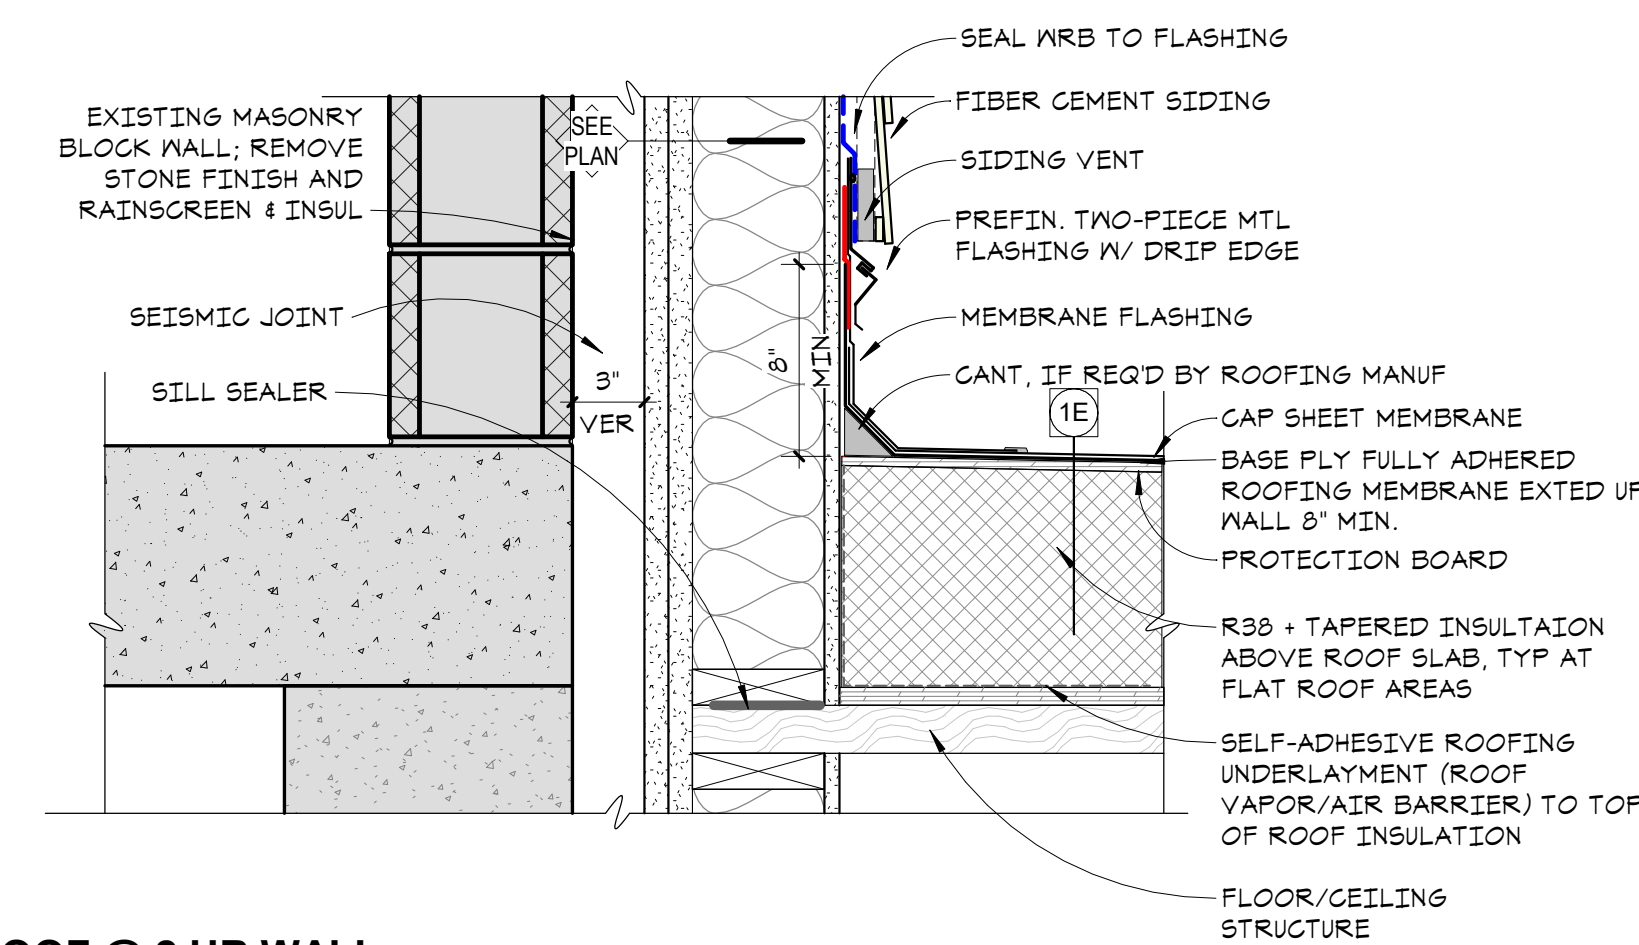 SEAL WRB TO FLASHING
FIBER CEMENT SIDING
SIDING VENT
PREFIN. TWO-PIECE MTL
FLASHING W/ DRIP EDGE
MEMBRANE FLASHING
CANT, IF REQ'D BY ROOFING MANUF
1E
CAP SHEET MEMBRANE
BASE PLY FULLY ADHERED
ROOFING MEMBRANE EXTED UP
WALL 8" MIN.
PROTECTION BOARD
R38 + TAPERED INSULTAION
ABOVE ROOF SLAB, TYP AT
FLAT ROOF AREAS
SELF-ADHESIVE ROOFING
UNDERLAYMENT (ROOF
VAPOR/AIR BARRIER) TO TOP
OF ROOF INSULATION
FLOOR/CEILING
STRUCTURE
EXISTING MASONRY
BLOCK WALL; REMOVE
STONE FINISH AND
RAINSCREEN & INSUL
SEE
PLAN
SEISMIC JOINT
SILL SEALER
3"
VER
8"
MIN
@ 2 HR WALL